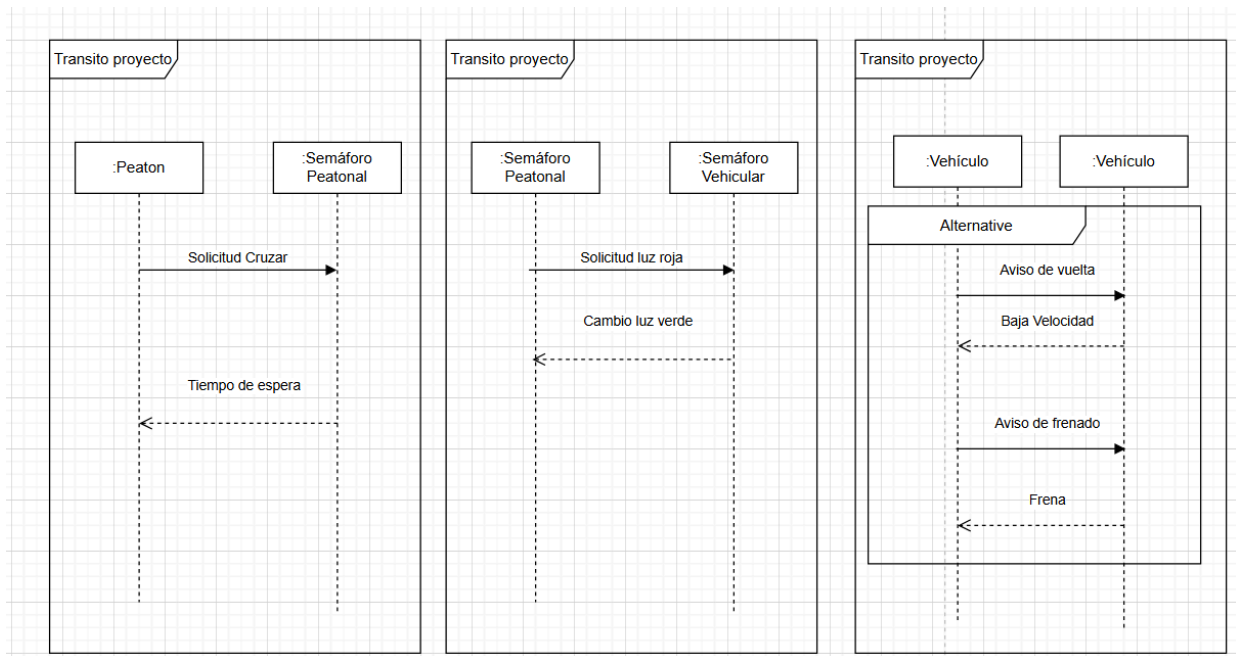 Transito proyecto
:Peaton
:Semáforo
Peatonal
Solicitud Cruzar
Tiempo de espera
Transito proyecto
:Semáforo
Peatonal
:Semáforo
Vehicular
Solicitud luz roja
Cambio luz verde
Transito proyecto
:Vehículo
:Vehículo
Alternative
Aviso de vuelta
Baja Velocidad
Aviso de frenado
Frena